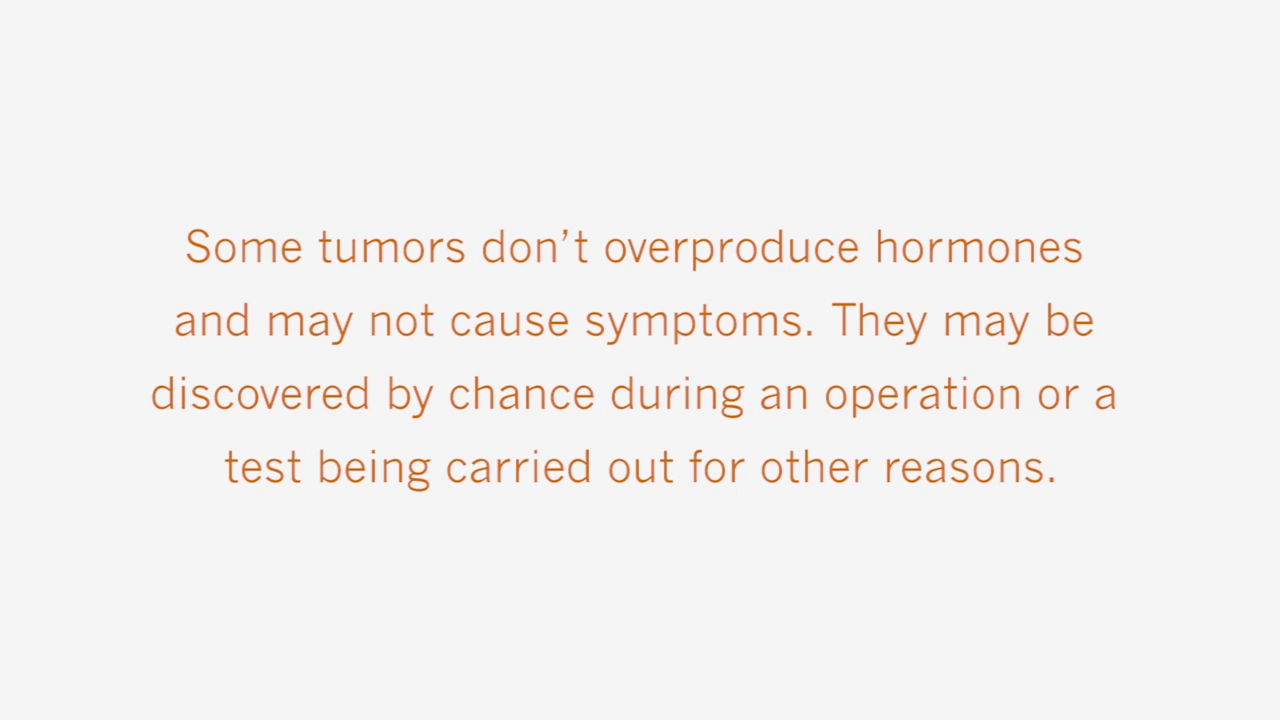 Some tumors don’t overproduce hormones
and may not cause symptoms. They may be
discovered by chance during an operation or a
test being carried out for other reasons.